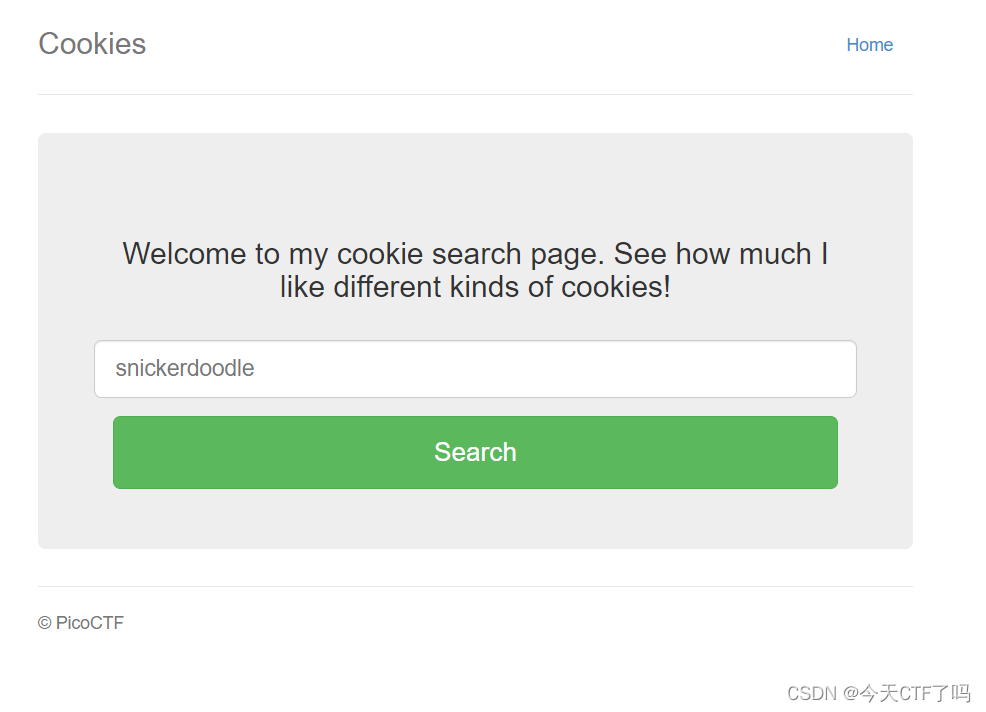 Cookies
Home
Welcome to my cookie search page. See how much I
like different kinds of cookies!
snickerdoodle
Search
© PicoCTF
CSDN @今天CTF了吗